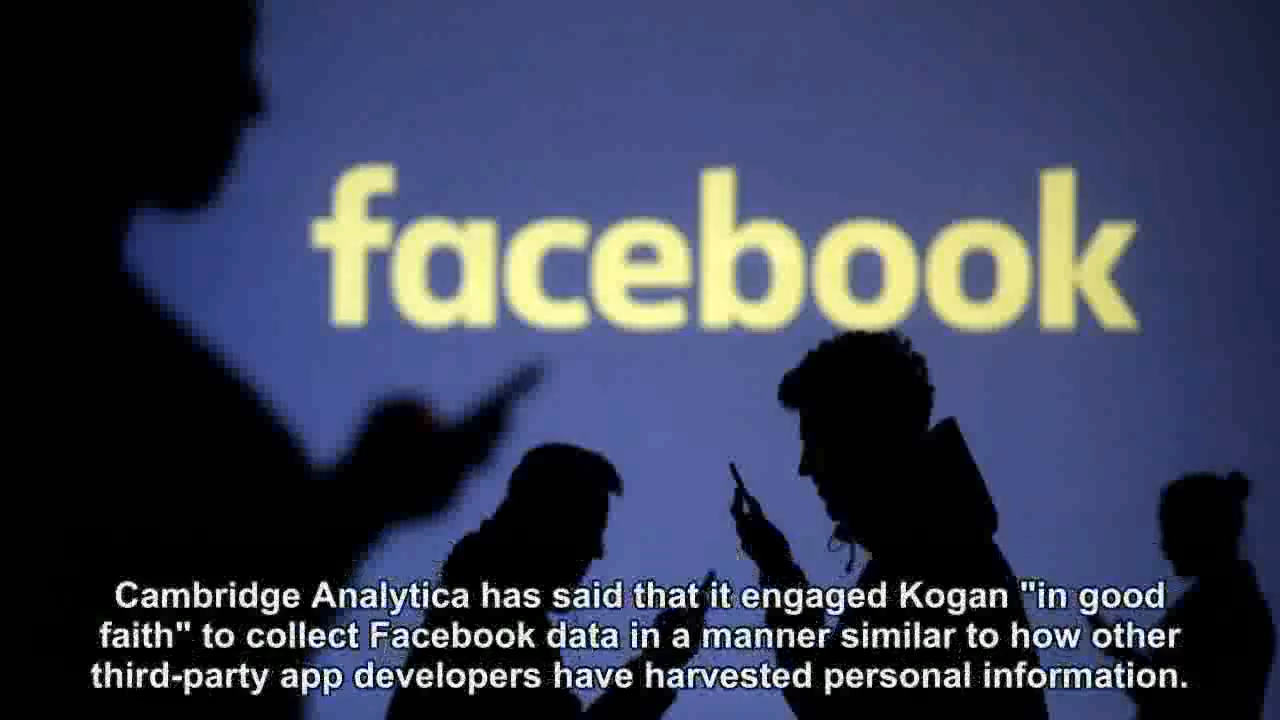 facebook
Cambridge Analytica has said that it engaged Kogan "in good
faith" to collect Facebook data in a manner similar to how other
third-party app developers have harvested personal information.